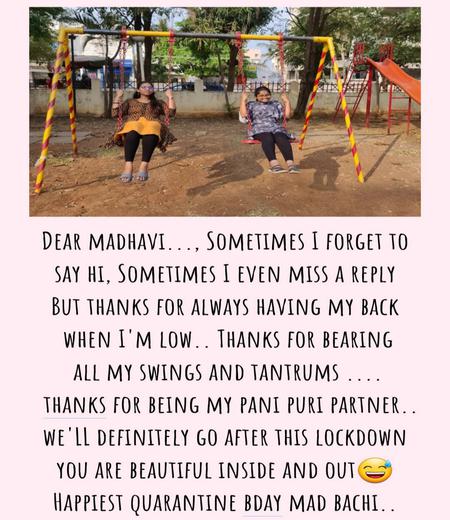 Dear madhavi..., Sometimes I forget to
say hi, Sometimes I even miss a reply
But thanks for always having my back
when I'm low.. Thanks for bearing
all my swings and tantrums ....
thanks for being my pani puri partner..
we'll definitely go after this lockdown
you are beautiful inside and out😅
Happiest quarantine bday mad bachi..